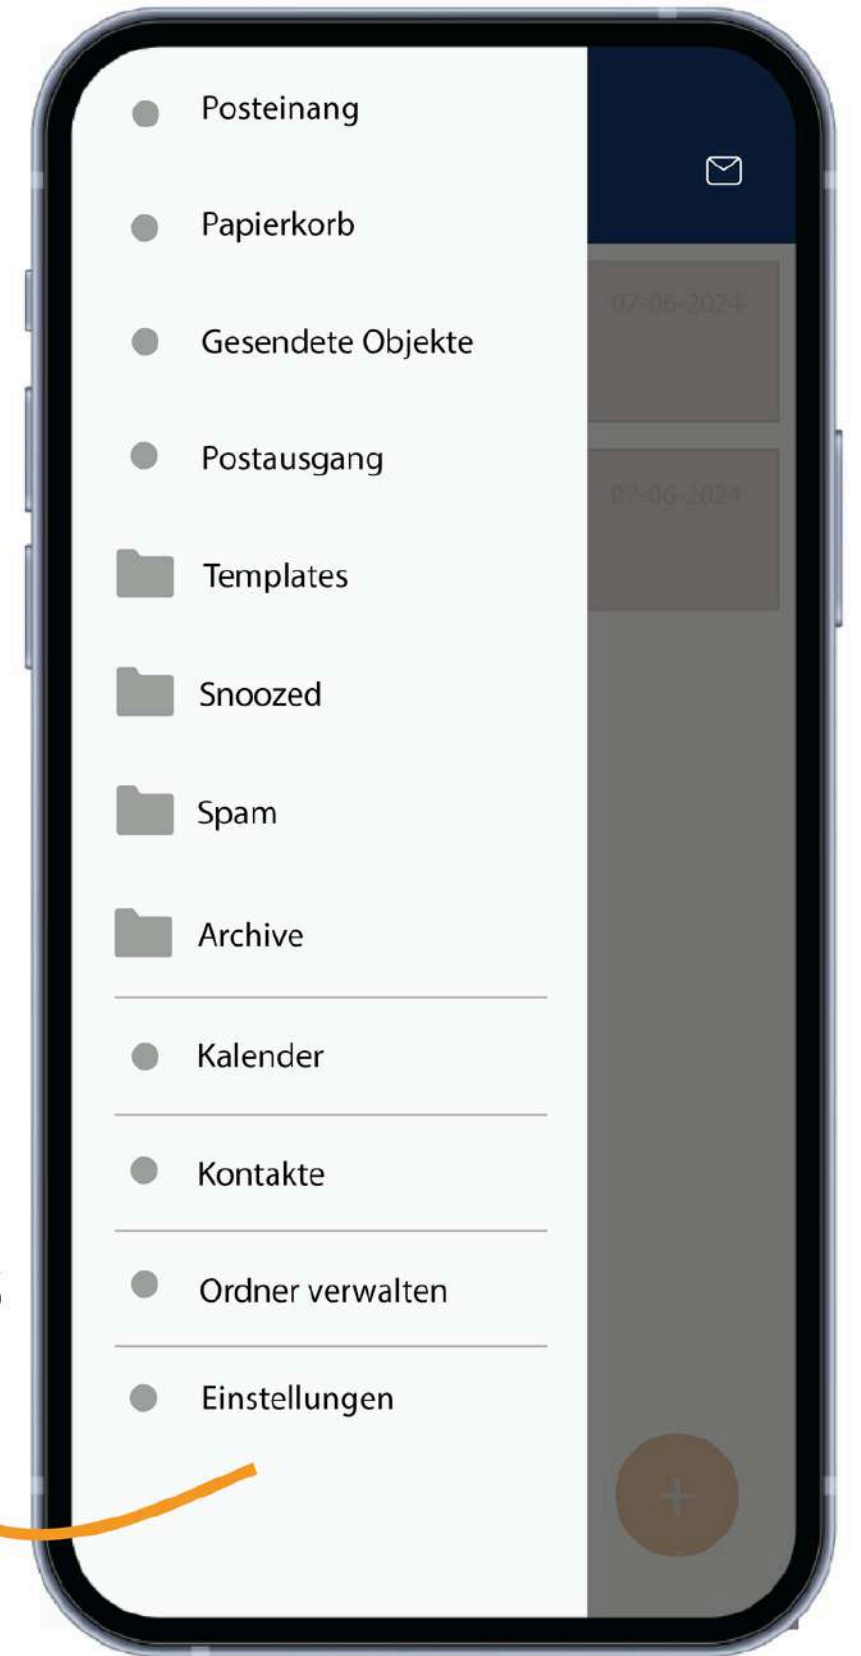 Posteinang
Papierkorb
07-06-2024
Gesendete Objekte
Postausgang
07-06-2024
Templates
Snoozed
Spam
Archive
Kalender
Kontakte
Ordner verwalten
Einstellungen
+